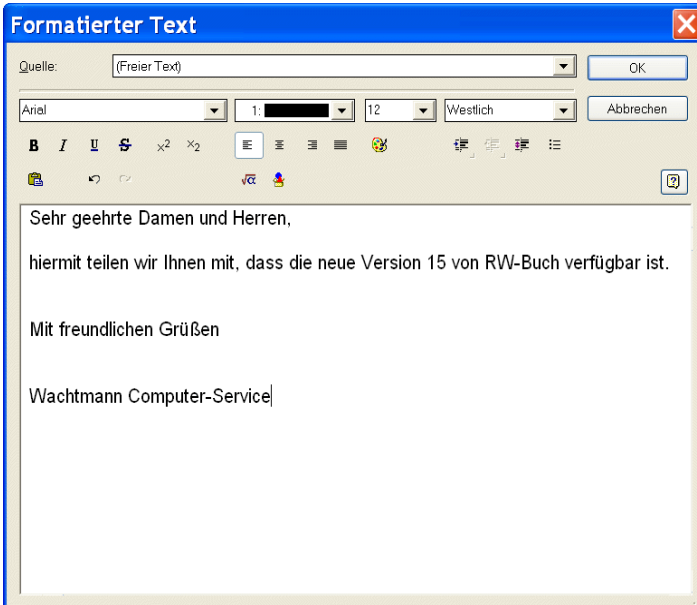 Formatierter Text
Quelle: (Freier Text) OK
Arial 1: 12 Westlich Abbrechen
B I U S x² x₂
√α
Sehr geehrte Damen und Herren,
hiermit teilen wir Ihnen mit, dass die neue Version 15 von RW-Buch verfügbar ist.
Mit freundlichen Grüßen
Wachtmann Computer-Service